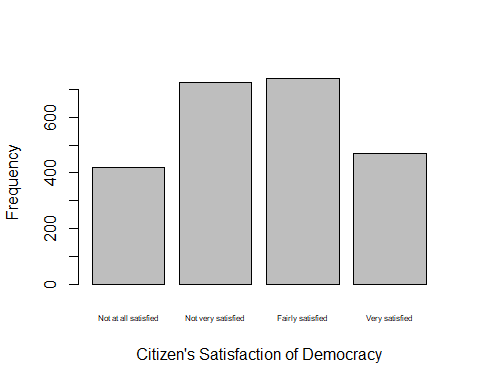 Frequency
600
400
200
0
Not at all satisfied
Not very satisfied
Fairly satisfied
Very satisfied
Citizen's Satisfaction of Democracy